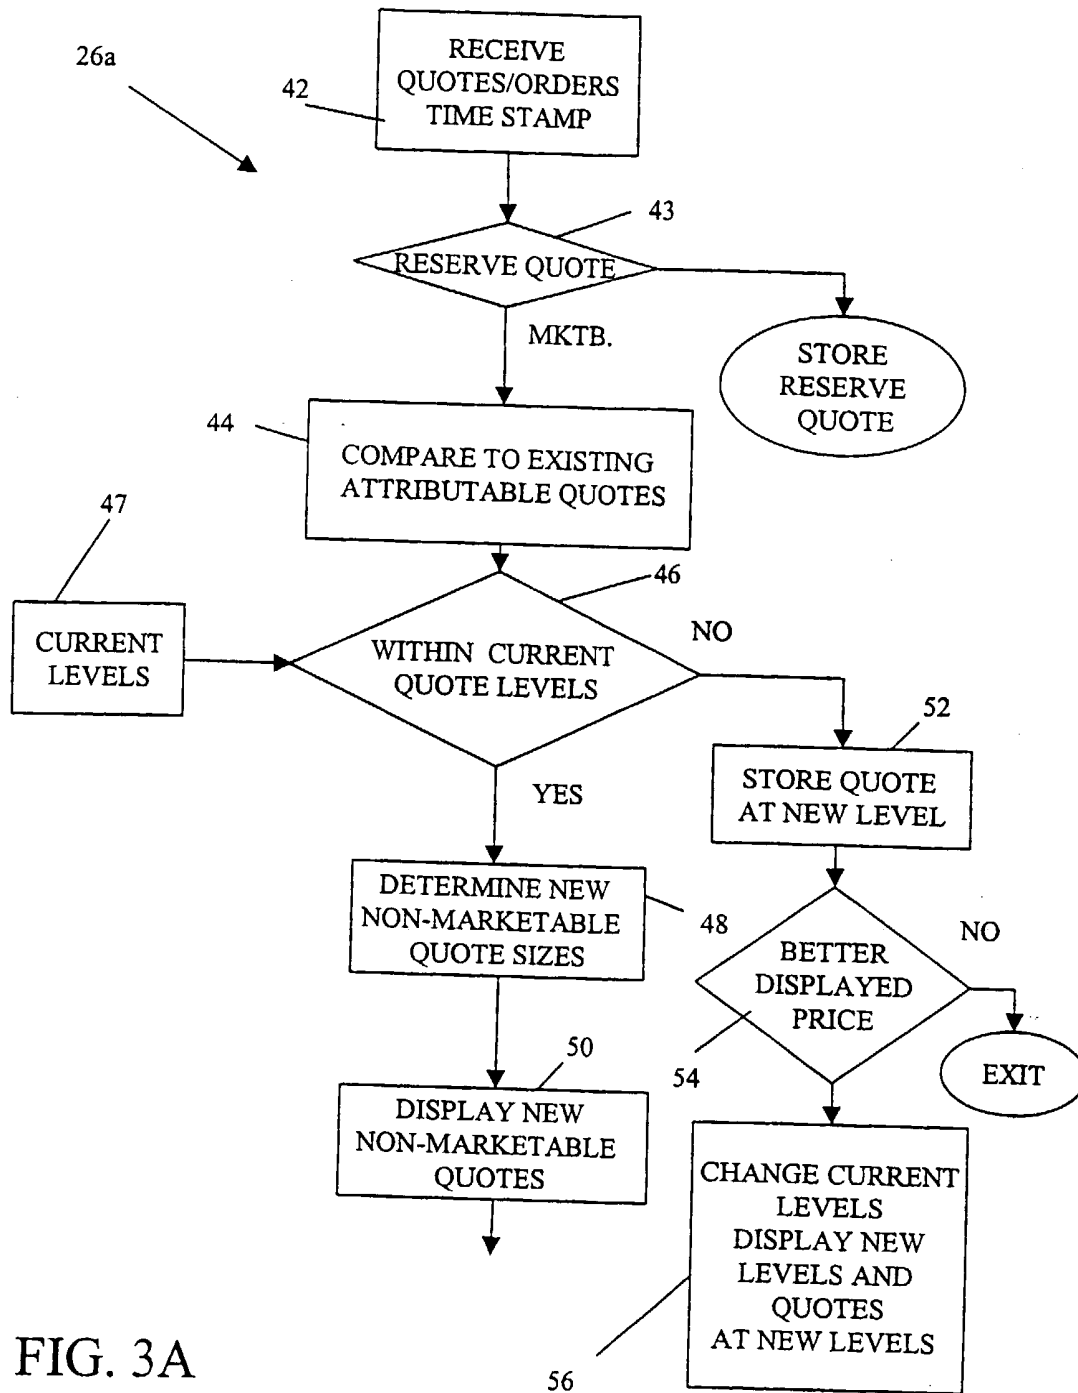 26a
RECEIVE
QUOTES/ORDERS
TIME STAMP
42
43
RESERVE QUOTE
MKTB.
STORE
RESERVE
QUOTE
44
COMPARE TO EXISTING
ATTRIBUTABLE QUOTES
47
46
CURRENT
LEVELS
WITHIN CURRENT
QUOTE LEVELS
NO
YES
52
STORE QUOTE
AT NEW LEVEL
DETERMINE NEW
NON-MARKETABLE
QUOTE SIZES
48
BETTER
DISPLAYED
PRICE
NO
54
EXIT
50
DISPLAY NEW
NON-MARKETABLE
QUOTES
CHANGE CURRENT
LEVELS
DISPLAY NEW
LEVELS AND
QUOTES
AT NEW LEVELS
56
FIG. 3A